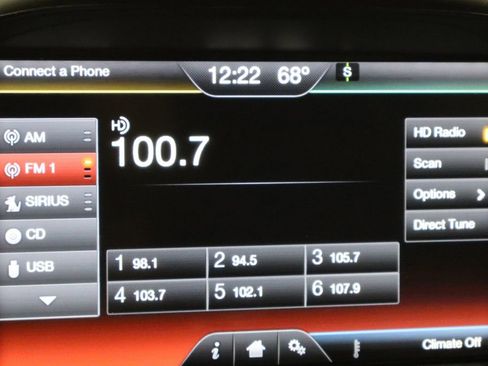 Connect a Phone
12:22 68°
S
AM
HD
HD Radio
100.7
FM 1
Scan
SIRIUS
Options
CD
Direct Tune
USB
1 98.1 2 94.5 3 105.7
4 103.7 5 102.1 6 107.9
i
Climate Off